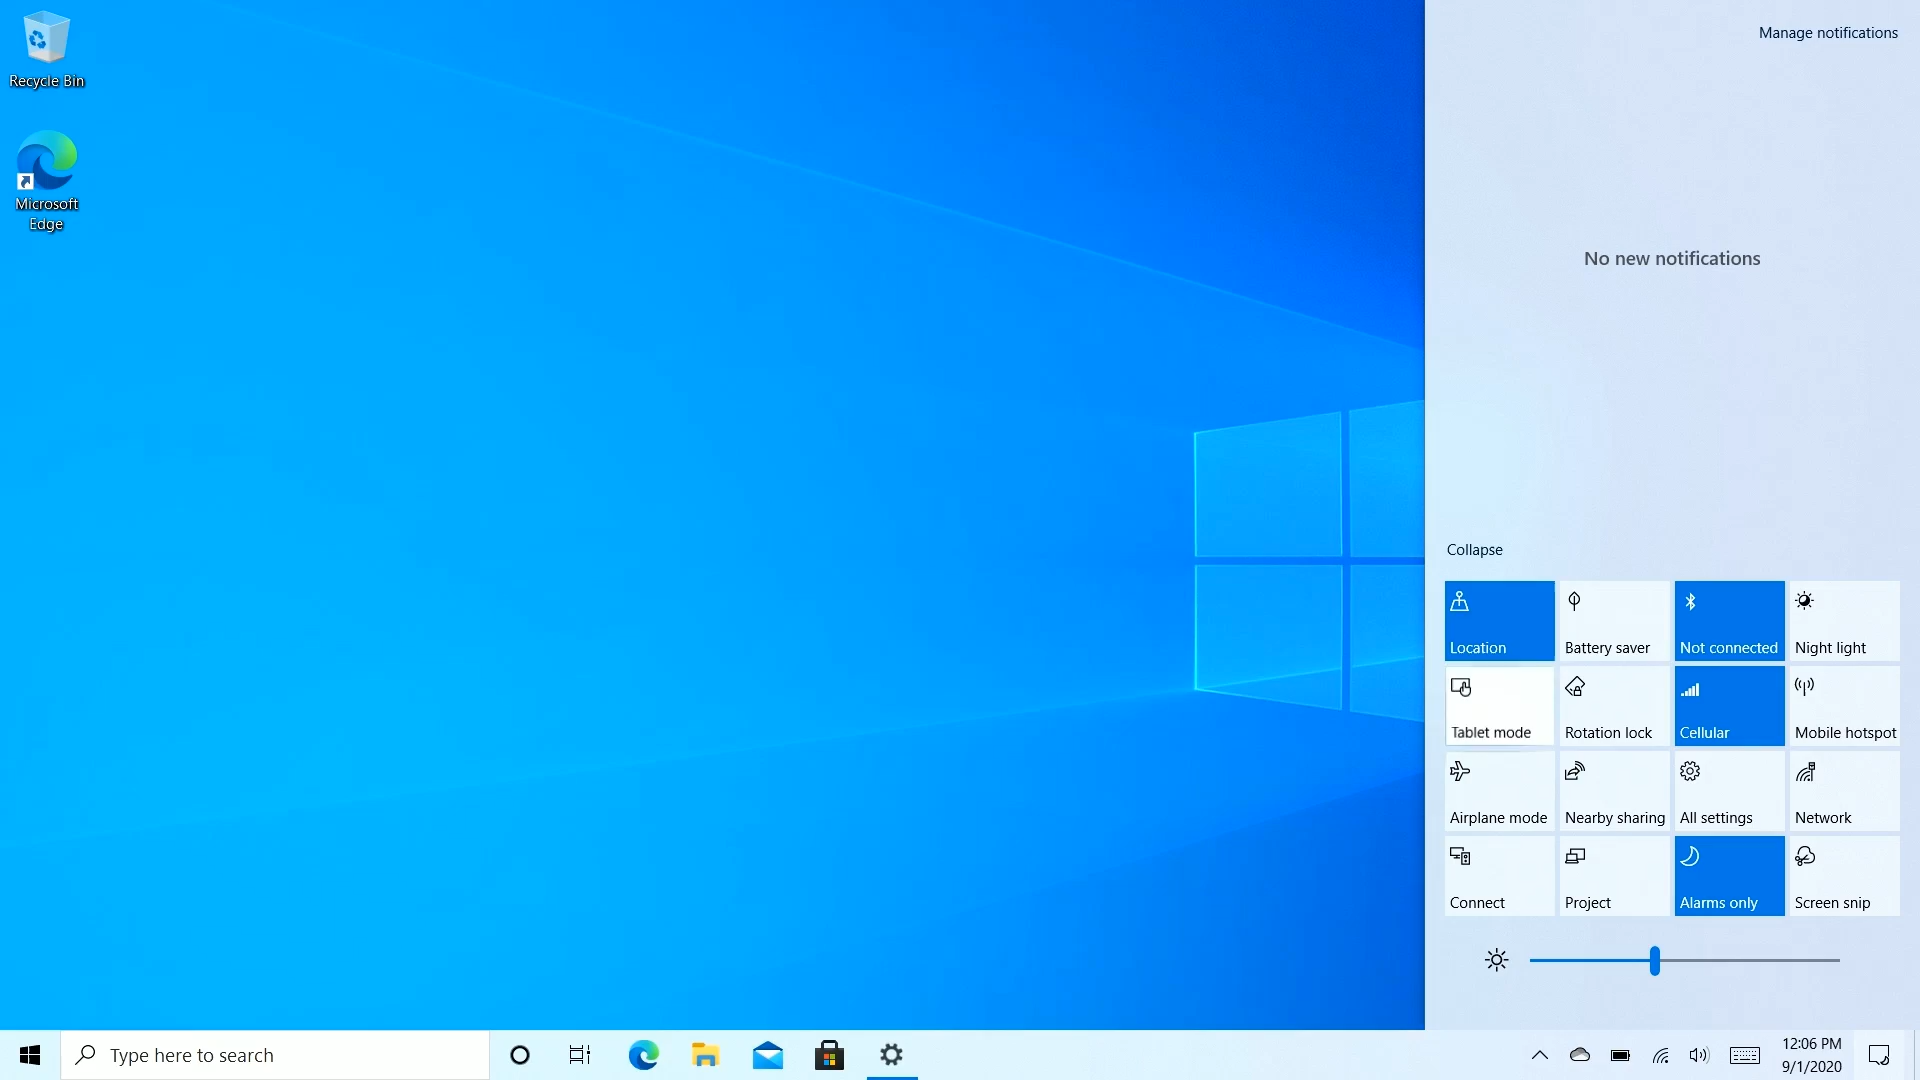 Recycle Bin
Microsoft
Edge
Manage notifications
No new notifications
Collapse
Location
Battery saver
Not connected
Night light
Tablet mode
Rotation lock
Cellular
Mobile hotspot
Airplane mode
Nearby sharing
All settings
Network
Connect
Project
Alarms only
Screen snip
Type here to search
12:06 PM
9/1/2020